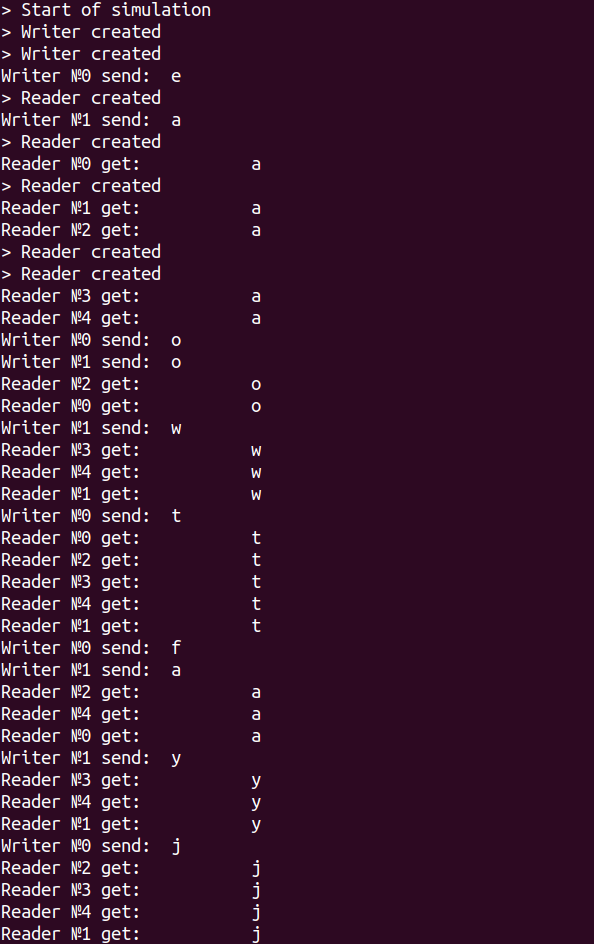 > Start of simulation
> Writer created
> Writer created
Writer №0 send:  e
> Reader created
Writer №1 send:  a
> Reader created
Reader №0 get:           a
> Reader created
Reader №1 get:           a
Reader №2 get:           a
> Reader created
> Reader created
Reader №3 get:           a
Reader №4 get:           a
Writer №0 send:  o
Writer №1 send:  o
Reader №2 get:           o
Reader №0 get:           o
Writer №1 send:  w
Reader №3 get:           w
Reader №4 get:           w
Reader №1 get:           w
Writer №0 send:  t
Reader №0 get:           t
Reader №2 get:           t
Reader №3 get:           t
Reader №4 get:           t
Reader №1 get:           t
Writer №0 send:  f
Writer №1 send:  a
Reader №2 get:           a
Reader №4 get:           a
Reader №0 get:           a
Writer №1 send:  y
Reader №3 get:           y
Reader №4 get:           y
Reader №1 get:           y
Writer №0 send:  j
Reader №2 get:           j
Reader №3 get:           j
Reader №4 get:           j
Reader №1 get:           j